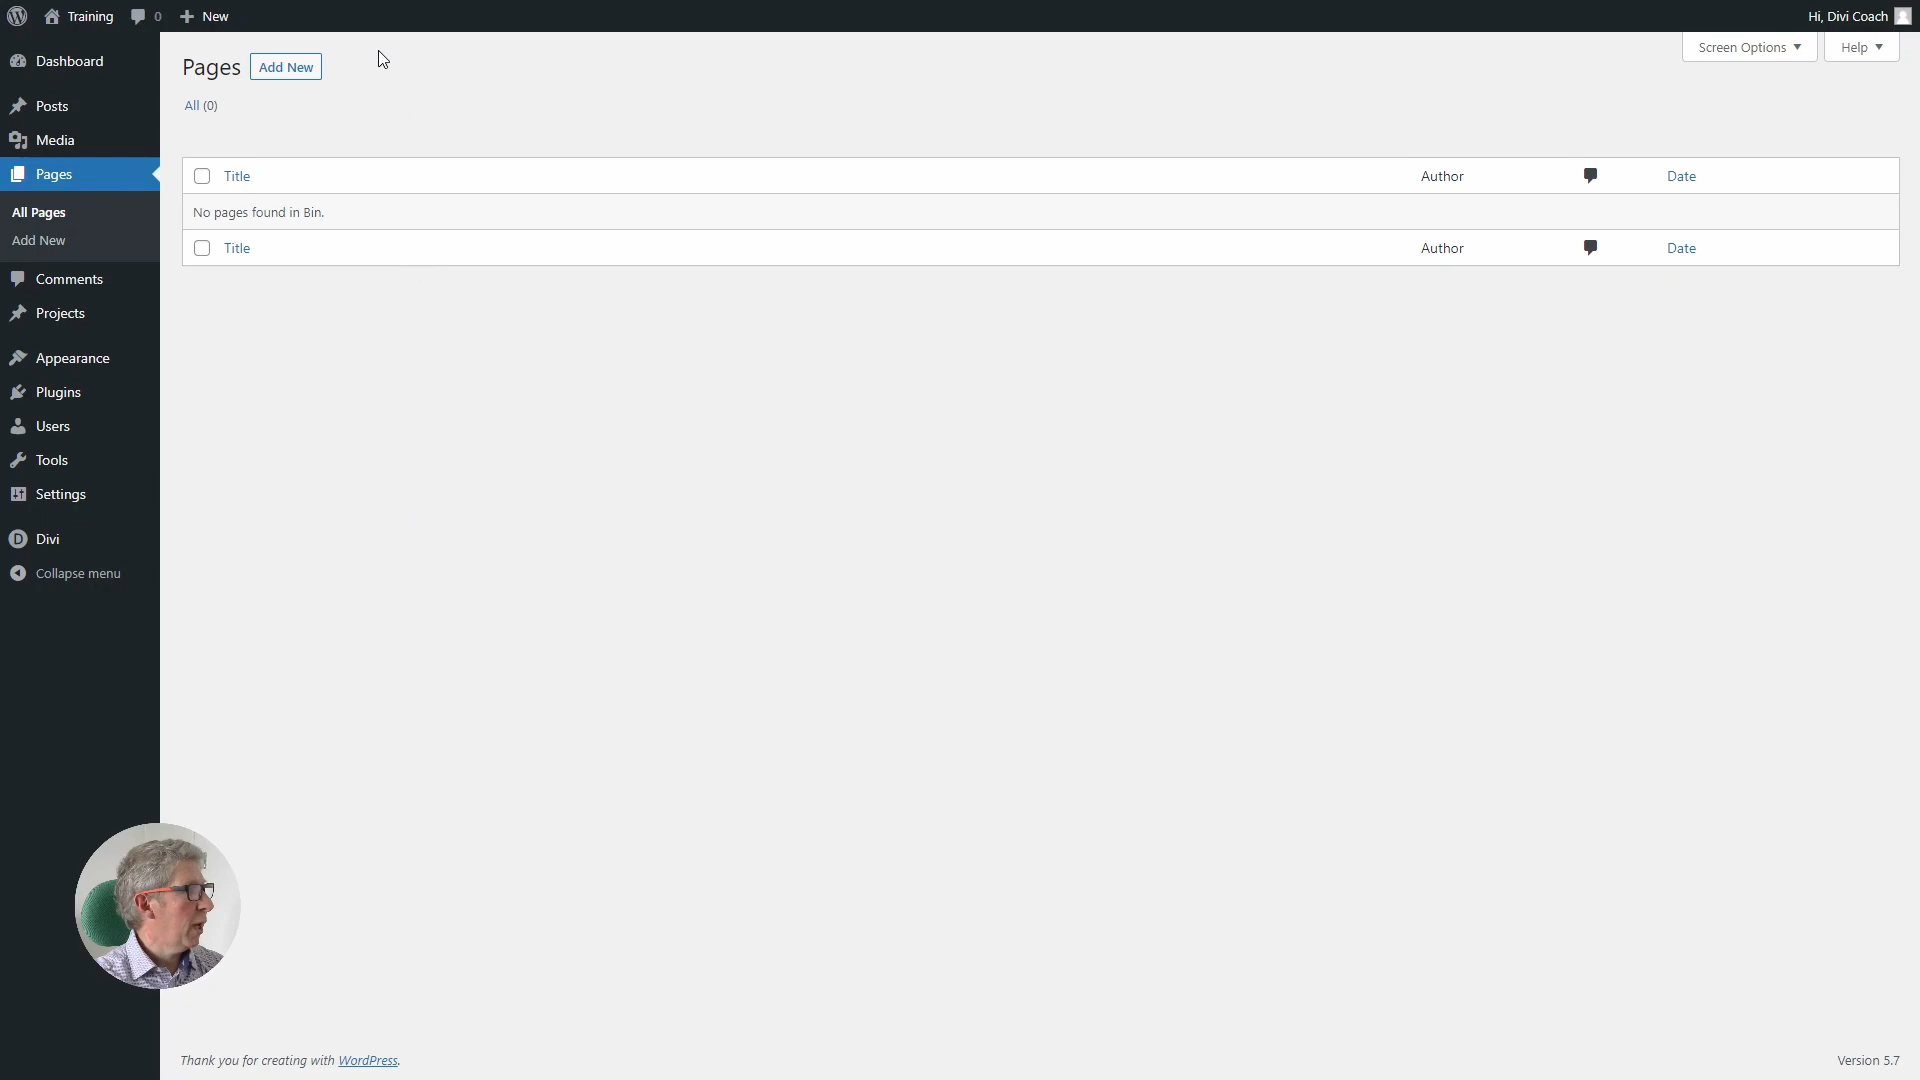 Training
0
New
Hi, Divi Coach
Screen Options
Help
Dashboard
Posts
Media
Pages
All Pages
Add New
Comments
Projects
Appearance
Plugins
Users
Tools
Settings
D
Divi
Collapse menu
Pages
Add New
All (0)
Title
Author
Date
No pages found in Bin.
Title
Author
Date
Thank you for creating with WordPress.
Version 5.7